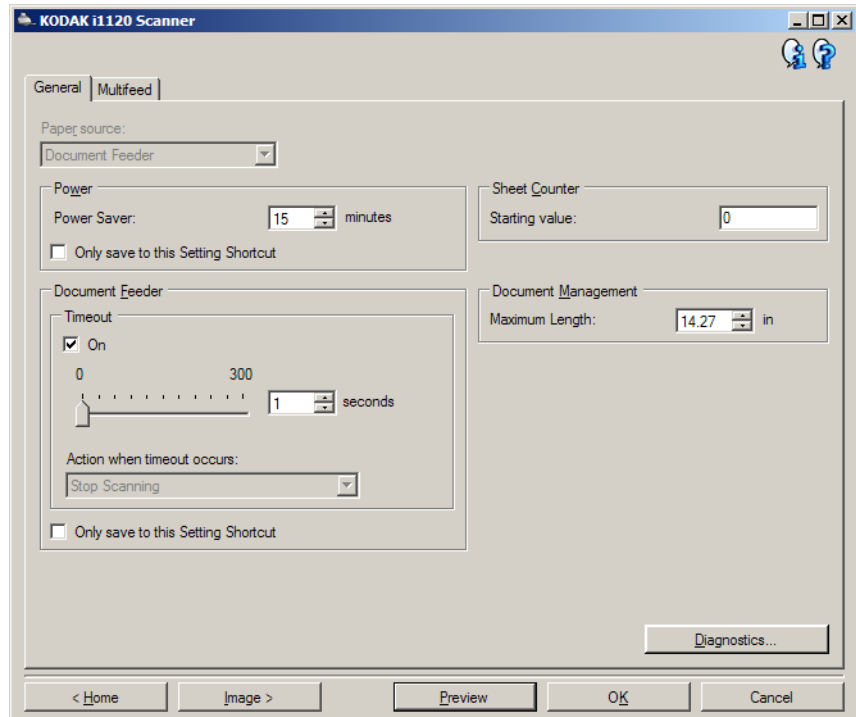 KODAK i1120 Scanner
General
Multifeed
Paper source:
Document Feeder
Power
Power Saver:
15
minutes
Only save to this Setting Shortcut
Sheet Counter
Starting value:
0
Document Feeder
Timeout
On
0
300
1
seconds
Action when timeout occurs:
Stop Scanning
Only save to this Setting Shortcut
Document Management
Maximum Length:
14.27
in
Diagnostics...
< Home
Image >
Preview
OK
Cancel